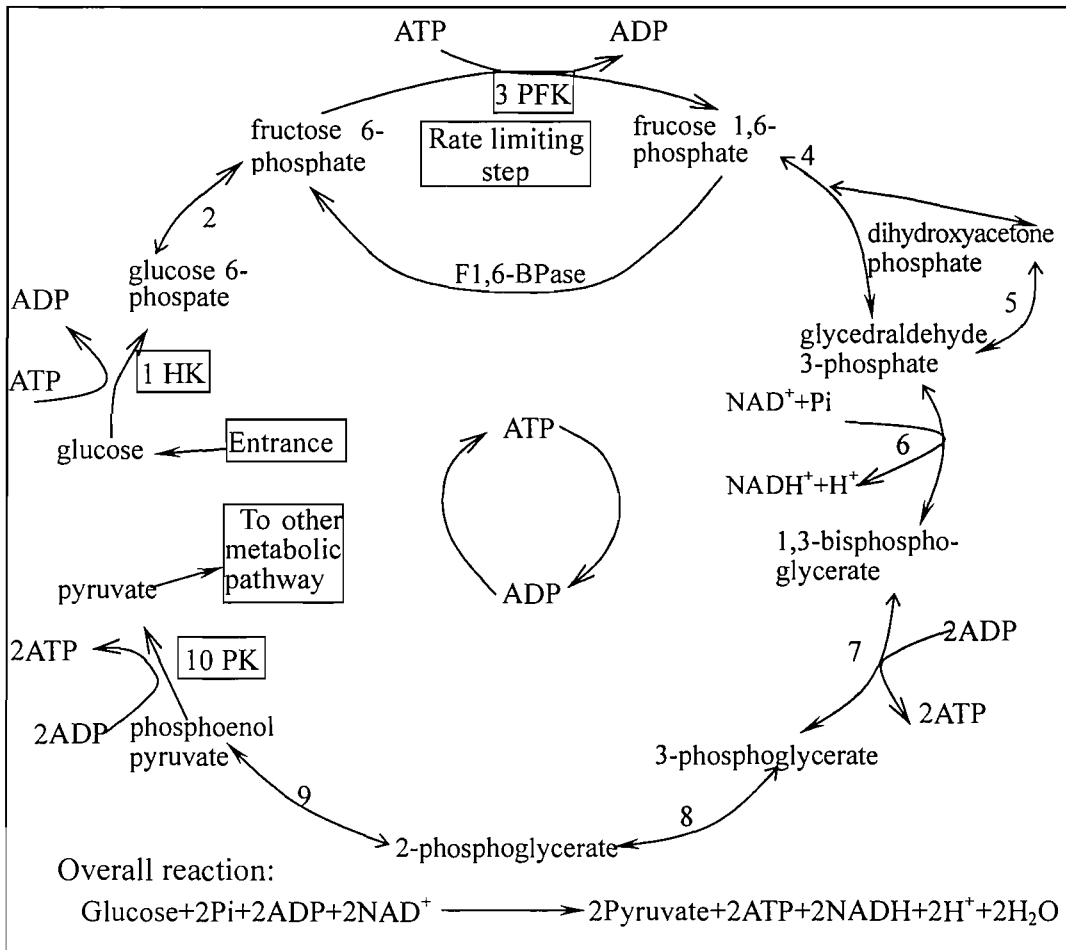 ATP
ADP
3 PFK
Rate limiting
step
fructose 6-
phosphate
frucose 1,6-
phosphate
4
2
dihydroxyacetone
phosphate
F1,6-BPase
glucose 6-
phospate
5
ADP
ATP
1 HK
glycedraldehyde
3-phosphate
NAD⁺+Pi
6
NADH⁺+H⁺
glucose
Entrance
ATP
ADP
To other
metabolic
pathway
pyruvate
1,3-bisphospho-
glycerate
2ATP
2ADP
10 PK
7
2ADP
2ATP
phosphoenol
pyruvate
3-phosphoglycerate
9
8
2-phosphoglycerate
Overall reaction:
Glucose+2Pi+2ADP+2NAD⁺ ⟶ 2Pyruvate+2ATP+2NADH+2H⁺+2H₂O